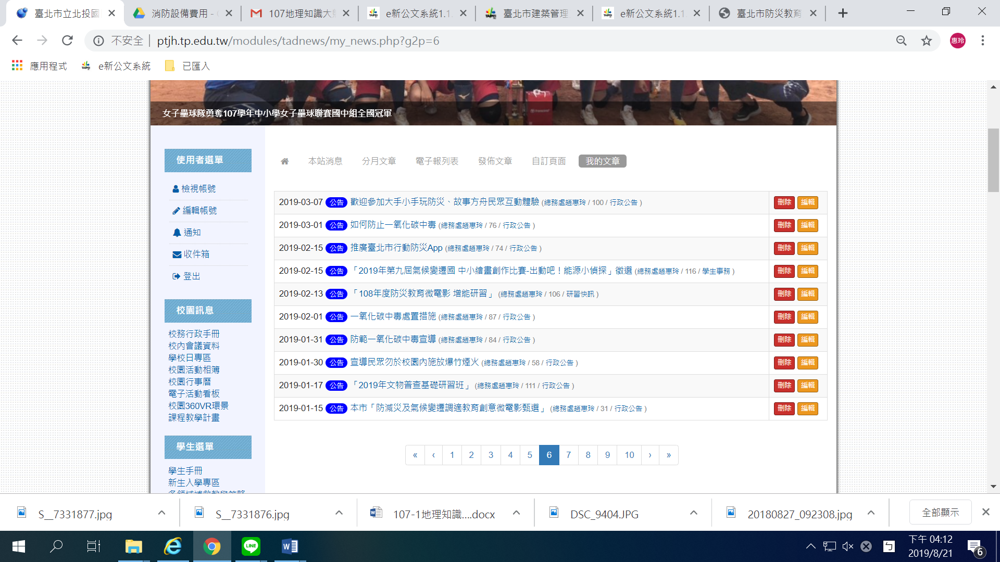 臺北市立北投國
消防設備費用 -
107地理知識大
e新公文系統1.1.
臺北市建築管理
e新公文系統1.1.
臺北市防災教育
不安全 | ptjh.tp.edu.tw/modules/tadnews/my_news.php?g2p=6
惠玲
應用程式 e新公文系統 已匯入
女子壘球隊勇奪107學年中小學女子壘球聯賽國中組全國冠軍
使用者選單
檢視帳號
編輯帳號
通知
收件箱
登出
校園訊息
校務行政手冊
校內會議資料
學校日專區
校園活動相簿
校園行事曆
電子活動看板
校園360VR環景
課程教學計畫
學生選單
學生手冊
新生入學專區
本站消息 分月文章 電子報列表 發佈文章 自訂頁面 我的文章
2019-03-07 公告 歡迎參加大手小手玩防災、故事方舟民眾互動體驗 (總務處趙惠玲 / 100 / 行政公告 ) 刪除 編輯
2019-03-01 公告 如何防止一氧化碳中毒 (總務處趙惠玲 / 76 / 行政公告 ) 刪除 編輯
2019-02-15 公告 推廣臺北市行動防災App (總務處趙惠玲 / 74 / 行政公告 ) 刪除 編輯
2019-02-15 公告 「2019年第九屆氣候變遷國 中小繪畫創作比賽-出動吧！能源小偵探」徵選 (總務處趙惠玲 / 116 / 學生事務 ) 刪除 編輯
2019-02-13 公告 「108年度防災教育微電影 增能研習」 (總務處趙惠玲 / 106 / 研習快訊 ) 刪除 編輯
2019-02-01 公告 一氧化碳中毒處置措施 (總務處趙惠玲 / 87 / 行政公告 ) 刪除 編輯
2019-01-31 公告 防範一氧化碳中毒宣導 (總務處趙惠玲 / 84 / 行政公告 ) 刪除 編輯
2019-01-30 公告 宣導民眾勿於校園內施放爆竹煙火 (總務處趙惠玲 / 58 / 行政公告 ) 刪除 編輯
2019-01-17 公告 「2019年文物普查基礎研習班」 (總務處趙惠玲 / 111 / 行政公告 ) 刪除 編輯
2019-01-15 公告 本市「防減災及氣候變遷調適教育創意微電影甄選」 (總務處趙惠玲 / 31 / 行政公告 ) 刪除 編輯
« ‹ 1 2 3 4 5 6 7 8 9 10 › »
S__7331877.jpg
S__7331876.jpg
107-1地理知識....docx
DSC_9404.JPG
20180827_092308.jpg
全部顯示
LINE
ㄅ
下午 04:12
2019/8/21
6